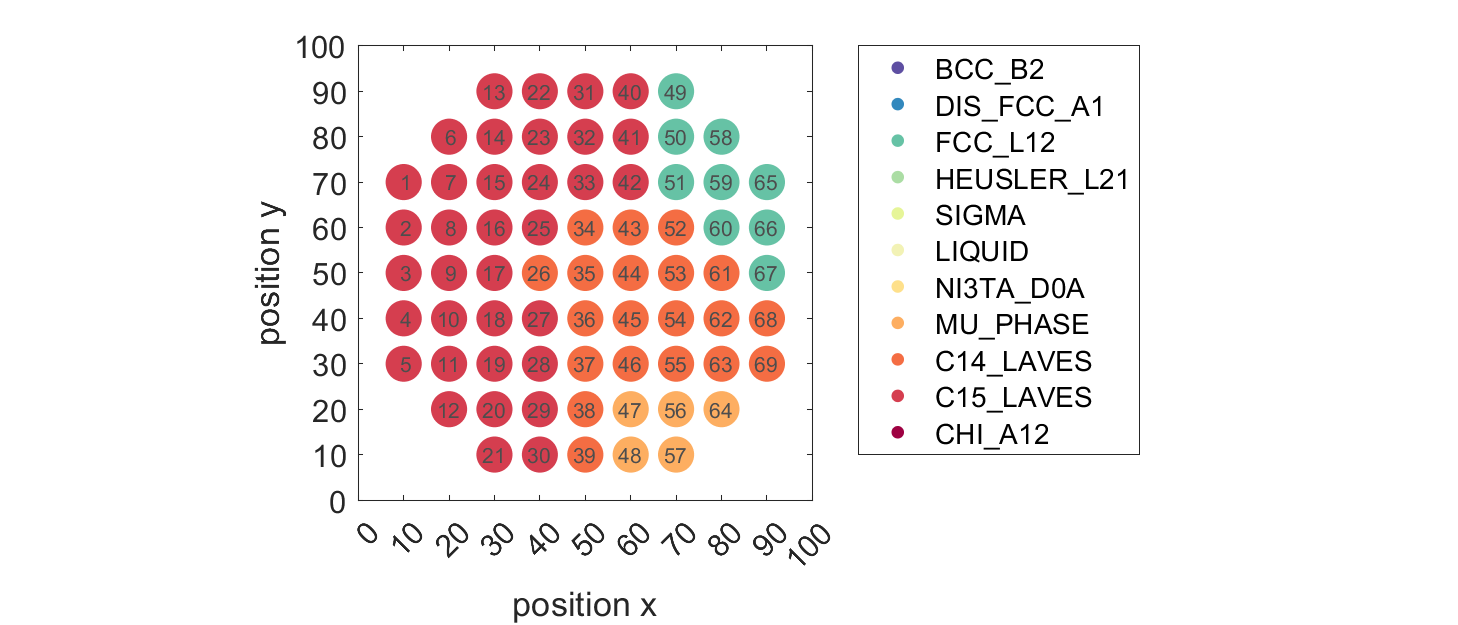 100
90 13 22 31 40 49
80 6 14 23 32 41 50 58
70 1 7 15 24 33 42 51 59 65
60 2 8 16 25 34 43 52 60 66
50 3 9 17 26 35 44 53 61 67
40 4 10 18 27 36 45 54 62 68
30 5 11 19 28 37 46 55 63 69
20 12 20 29 38 47 56 64
10 21 30 39 48 57
0
0 10 20 30 40 50 60 70 80 90 100
position x
position y
BCC_B2
DIS_FCC_A1
FCC_L12
HEUSLER_L21
SIGMA
LIQUID
NI3TA_D0A
MU_PHASE
C14_LAVES
C15_LAVES
CHI_A12